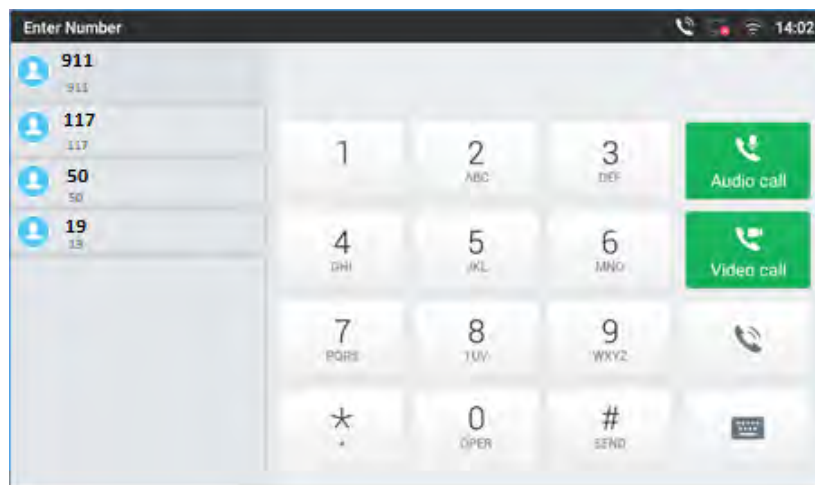 Enter Number
14:02
911
911
117
117
50
50
19
13
1
2
ABC
3
DEF
Audio call
4
GHI
5
JKL
6
MNO
Video call
7
PQRS
8
TUV
9
WXYZ
*
0
OPER
#
SEND